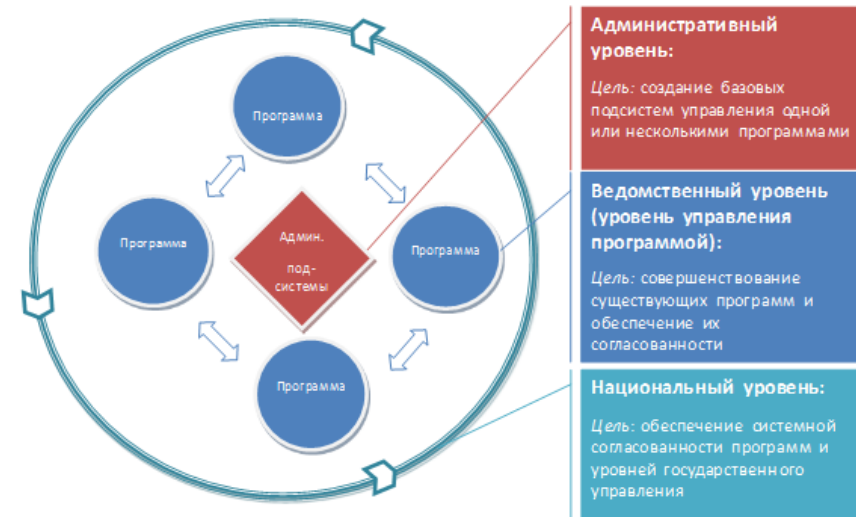 Программа
Программа
Админ.
под-
системы
Программа
Программа
Административный
уровень:
Цель: создание базовых
подсистем управления одной
или несколькими программами
Ведомственный уровень
(уровень управления
программой):
Цель: совершенствование
существующих программ и
обеспечение их
согласованности
Национальный уровень:
Цель: обеспечение системной
согласованности программ и
уровней государственного
управления